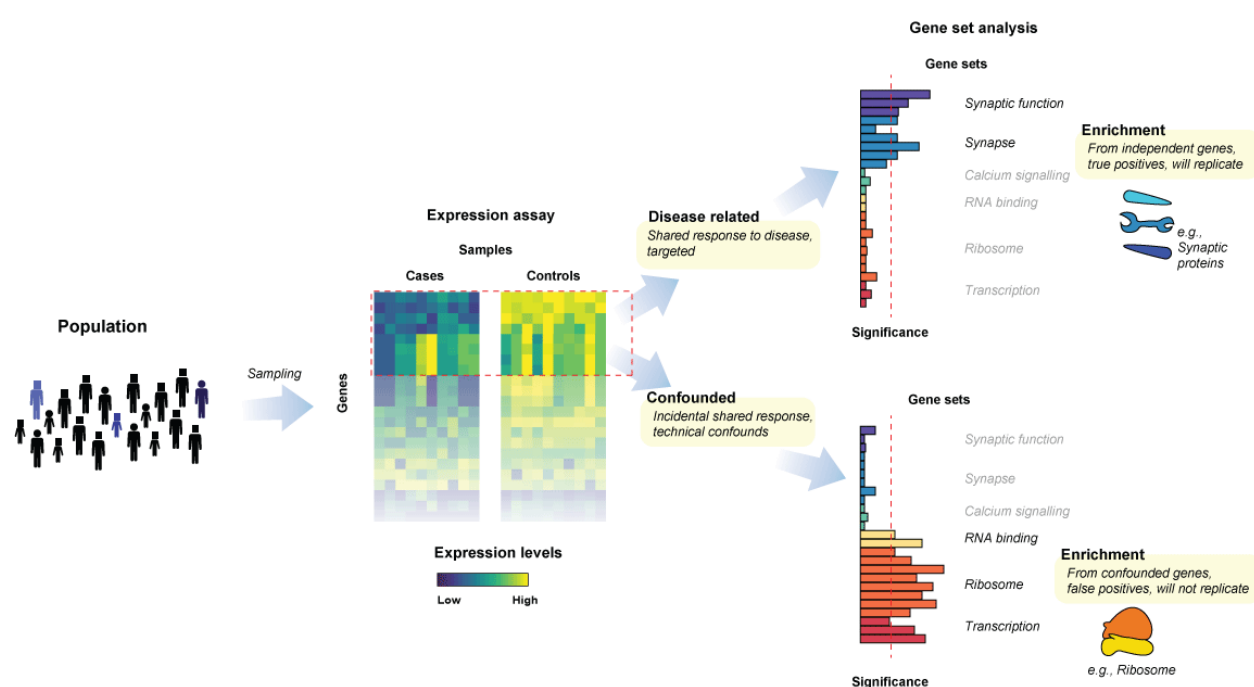 Gene set analysis
Gene sets
Synaptic function
Synapse
Calcium signalling
RNA binding
Ribosome
Transcription
Significance
Enrichment
From independent genes,
true positives, will replicate
e.g.,
Synaptic
proteins
Population
Sampling
Expression assay
Samples
Cases
Controls
Genes
Expression levels
Low
High
Disease related
Shared response to disease,
targeted
Confounded
Incidental shared response,
technical confounds
Gene sets
Synaptic function
Synapse
Calcium signalling
RNA binding
Ribosome
Transcription
Significance
Enrichment
From confounded genes,
false positives, will not replicate
e.g., Ribosome